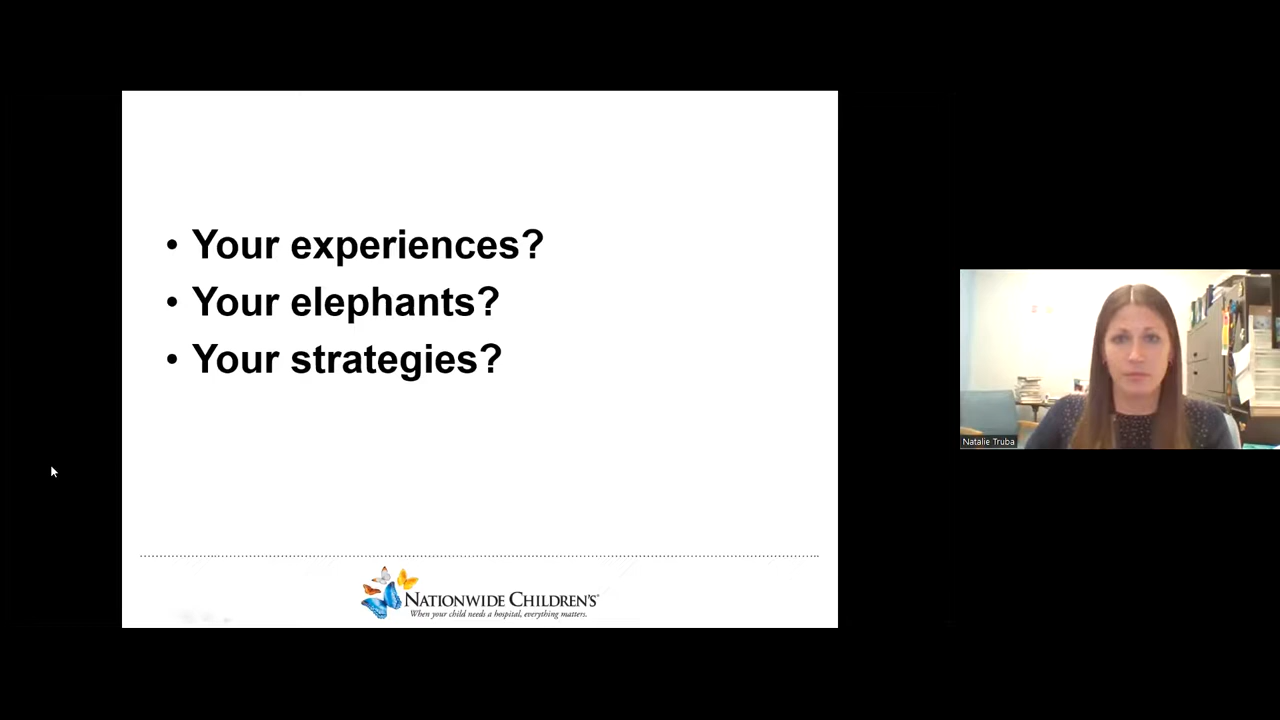 • Your experiences?
• Your elephants?
• Your strategies?
NATIONWIDE CHILDREN'S
When your child needs a hospital, everything matters.
Natalie Truba